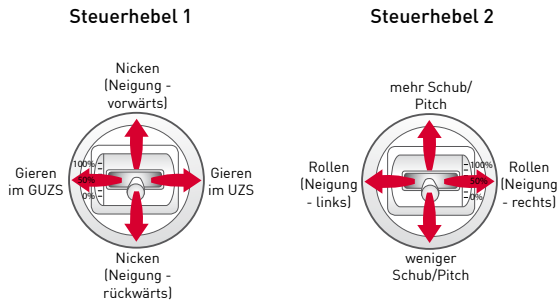 Steuerhebel 1
Nicken
(Neigung -
vorwärts)
Gieren
im GUZS
100%
50%
0%
Gieren
im UZS
Nicken
(Neigung -
rückwärts)
Steuerhebel 2
mehr Schub/
Pitch
Rollen
(Neigung
- links)
100%
50%
0%
Rollen
(Neigung
- rechts)
weniger
Schub/Pitch